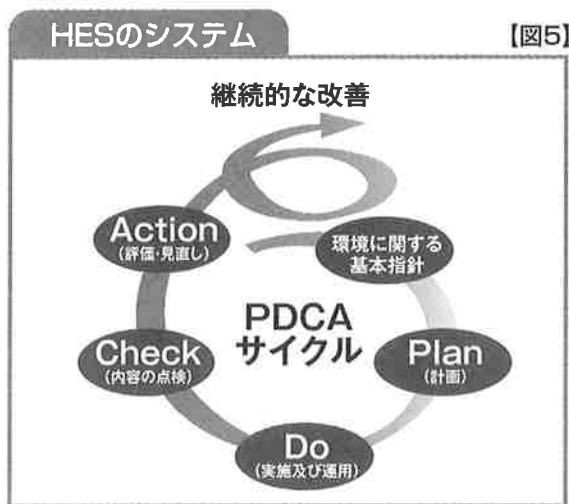 HESのシステム
【図5】
継続的な改善
Action
(評価・見直し)
環境に関する
基本指針
PDCA
サイクル
Check
(内容の点検)
Plan
(計画)
Do
(実施及び運用)